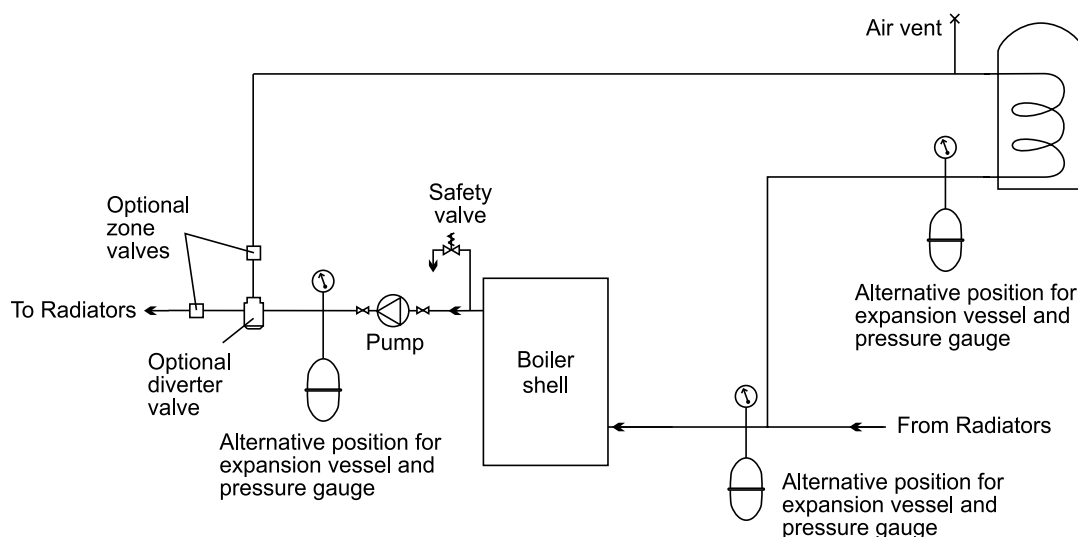 Air vent
Safety
valve
Optional
zone
valves
To Radiators
Pump
Optional
diverter
valve
Boiler
shell
Alternative position for
expansion vessel and
pressure gauge
Alternative position for
expansion vessel and
pressure gauge
From Radiators
Alternative position for
expansion vessel and
pressure gauge